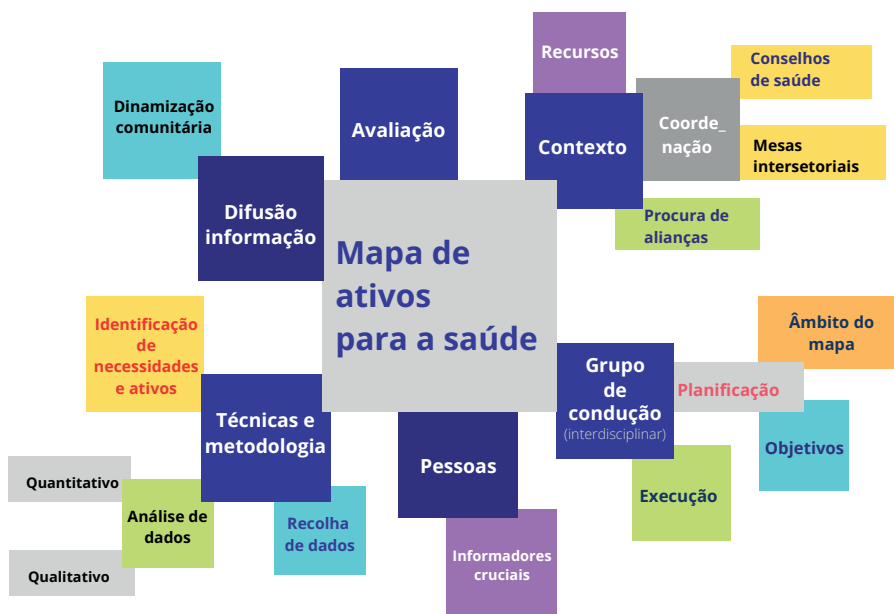 Recursos
Conselhos
de saúde
Dinamização
comunitária
Avaliação
Contexto
Coorde_
nação
Mesas
intersetoriais
Difusão
informação
Procura de
alianças
Mapa de
ativos
para a saúde
Identificação
de
necessidades
e ativos
Âmbito do
mapa
Grupo
de
condução
(interdisciplinar)
Planificação
Técnicas e
metodologia
Pessoas
Objetivos
Execução
Quantitativo
Análise de
dados
Recolha
de dados
Informadores
cruciais
Qualitativo